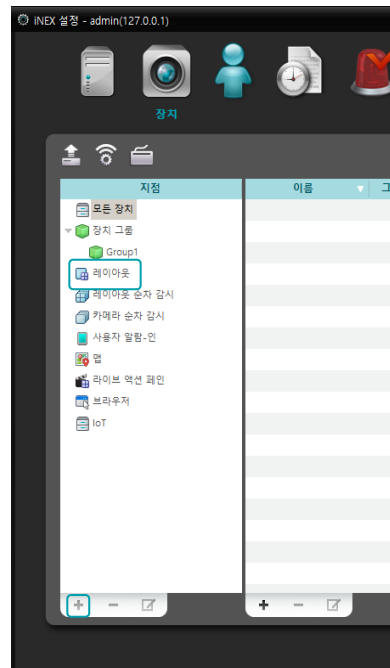 iNEX 설정 - admin(127.0.0.1)
장치
지점
이름
모든 장치
장치 그룹
Group1
레이아웃
레이아웃 순차 감시
카메라 순차 감시
사용자 알람-인
맵
라이브 액션 페인
브라우저
IoT